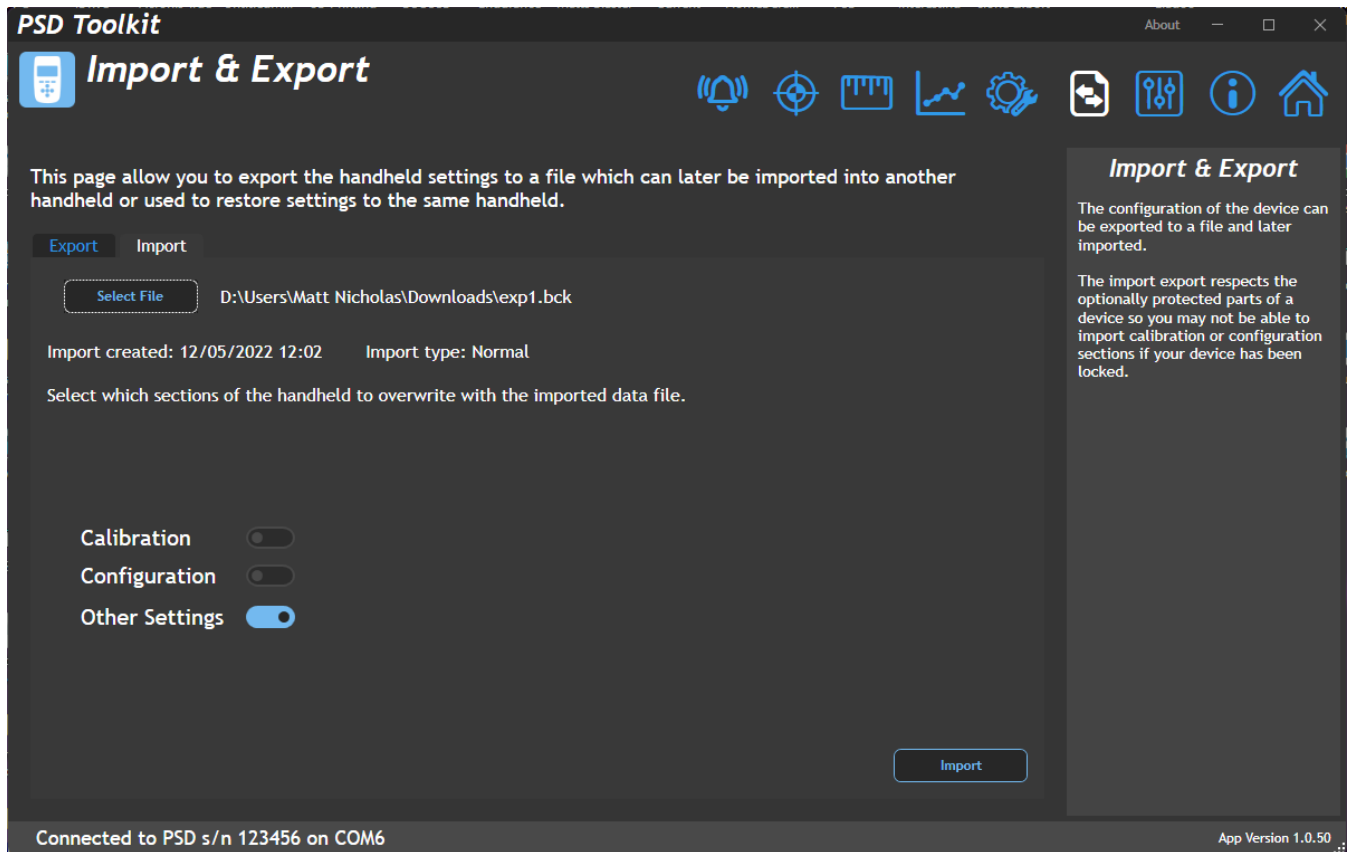 PSD Toolkit
About
Import & Export
This page allow you to export the handheld settings to a file which can later be imported into another
handheld or used to restore settings to the same handheld.
Export Import
Select File D:\Users\Matt Nicholas\Downloads\exp1.bck
Import created: 12/05/2022 12:02 Import type: Normal
Select which sections of the handheld to overwrite with the imported data file.
Calibration
Configuration
Other Settings
Import
Import & Export
The configuration of the device can
be exported to a file and later
imported.
The import export respects the
optionally protected parts of a
device so you may not be able to
import calibration or configuration
sections if your device has been
locked.
Connected to PSD s/n 123456 on COM6
App Version 1.0.50